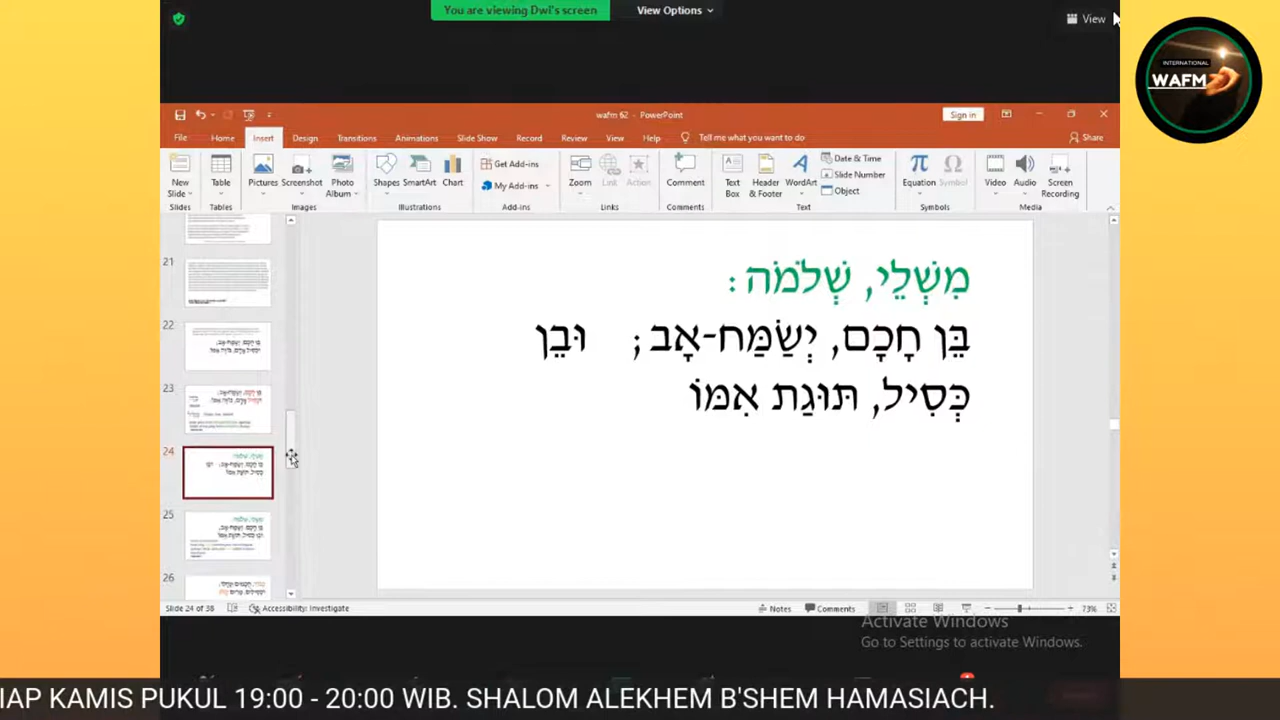 You are viewing Dwi's screen
View Options
View
INTERNATIONAL
WAFM
wafm 62 - PowerPoint
Sign in
File Home Insert Design Transitions Animations Slide Show Record Review View Help Tell me what you want to do
Share
New Slide
Table
Pictures
Screenshot
Photo Album
Shapes
SmartArt
Chart
Get Add-ins
My Add-ins
Zoom
Link
Action
Comment
Text Box
Header & Footer
WordArt
Date & Time
Slide Number
Object
Equation
Symbol
Video
Audio
Screen Recording
Slides Tables Images Illustrations Add-ins Links Comments Text Symbols Media
21
22
23
24
25
26
מִשְׁלֵי, שְׁלֹמֹה:
בֵּן חָכָם, יְשַׂמַּח-אָב; וּבֵן
כְּסִיל, תּוּגַת אִמּוֹ
Slide 24 of 38
Accessibility: Investigate
Notes
Comments
73%
Activate Windows
Go to Settings to activate Windows.
IAP KAMIS PUKUL 19:00 - 20:00 WIB. SHALOM ALEKHEM B'SHEM HAMASIACH.